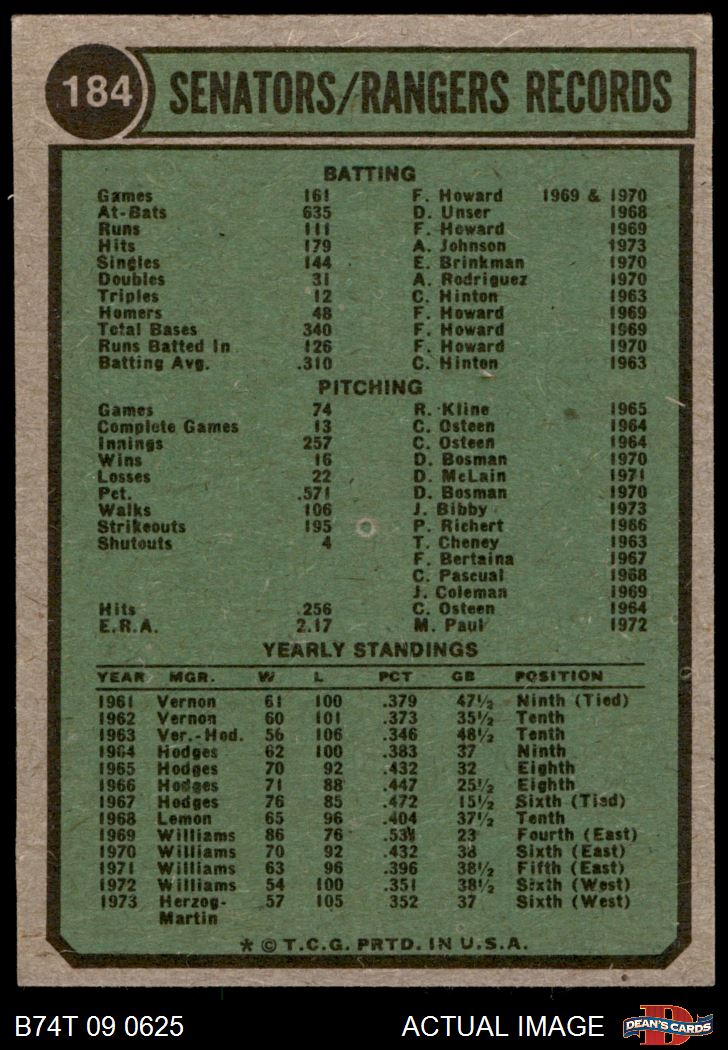 184 SENATORS/RANGERS RECORDS
BATTING
Games 161 F. Howard 1969 & 1970
At-Bats 635 D. Unser 1968
Runs 111 F. Howard 1969
Hits 179 A. Johnson 1973
Singles 144 E. Brinkman 1970
Doubles 31 A. Rodriguez 1970
Triples 12 C. Hinton 1963
Homers 48 F. Howard 1969
Total Bases 340 F. Howard 1969
Runs Batted In 126 F. Howard 1970
Batting Avg. .310 C. Hinton 1963
PITCHING
Games 74 R. Kline 1965
Complete Games 13 C. Osteen 1964
Innings 257 C. Osteen 1964
Wins 16 D. Bosman 1970
Losses 22 D. McLain 1971
Pct. .571 D. Bosman 1970
Walks 106 J. Bibby 1973
Strikeouts 195 P. Richert 1966
Shutouts 4 T. Cheney 1963
F. Bertaina 1967
C. Pascual 1968
J. Coleman 1969
Hits .256 C. Osteen 1964
E.R.A. 2.17 M. Paul 1972
YEARLY STANDINGS
YEAR MGR. W L PCT GB POSITION
1961 Vernon 61 100 .379 47½ Ninth (Tied)
1962 Vernon 60 101 .373 35½ Tenth
1963 Ver.-Hod. 56 106 .346 48½ Tenth
1964 Hodges 62 100 .383 37 Ninth
1965 Hodges 70 92 .432 32 Eighth
1966 Hodges 71 88 .447 25½ Eighth
1967 Hodges 76 85 .472 15½ Sixth (Tied)
1968 Lemon 65 96 .404 37½ Tenth
1969 Williams 86 76 .531 23 Fourth (East)
1970 Williams 70 92 .432 38 Sixth (East)
1971 Williams 63 96 .396 38½ Fifth (East)
1972 Williams 54 100 .351 38½ Sixth (West)
1973 Herzog- 57 105 352 37 Sixth (West)
Martin
* © T.C.G. PRTD. IN U.S.A.
B74T 09 0625 ACTUAL IMAGE D DEAN'S CARDS